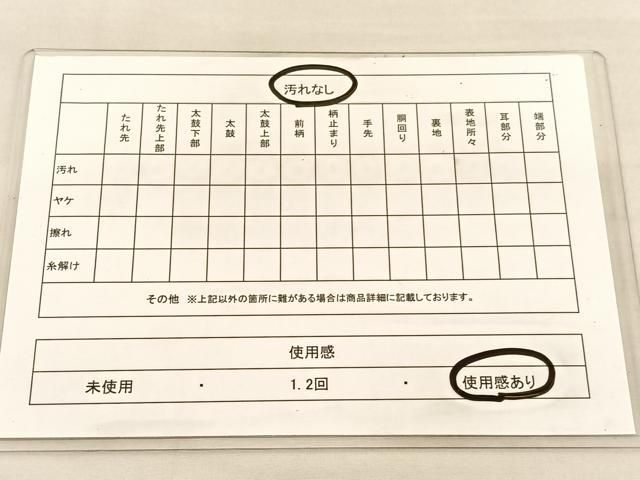 汚れなし
たれ先 たれ先上部 太鼓下部 太鼓 太鼓上部 前柄 柄止まり 手先 胴回り 裏地 表地所々 耳部分 端部分
汚れ
ヤケ
擦れ
糸解け
その他 ※上記以外の箇所に難がある場合は商品詳細に記載しております。
使用感
未使用 ・ 1.2回 ・ 使用感あり